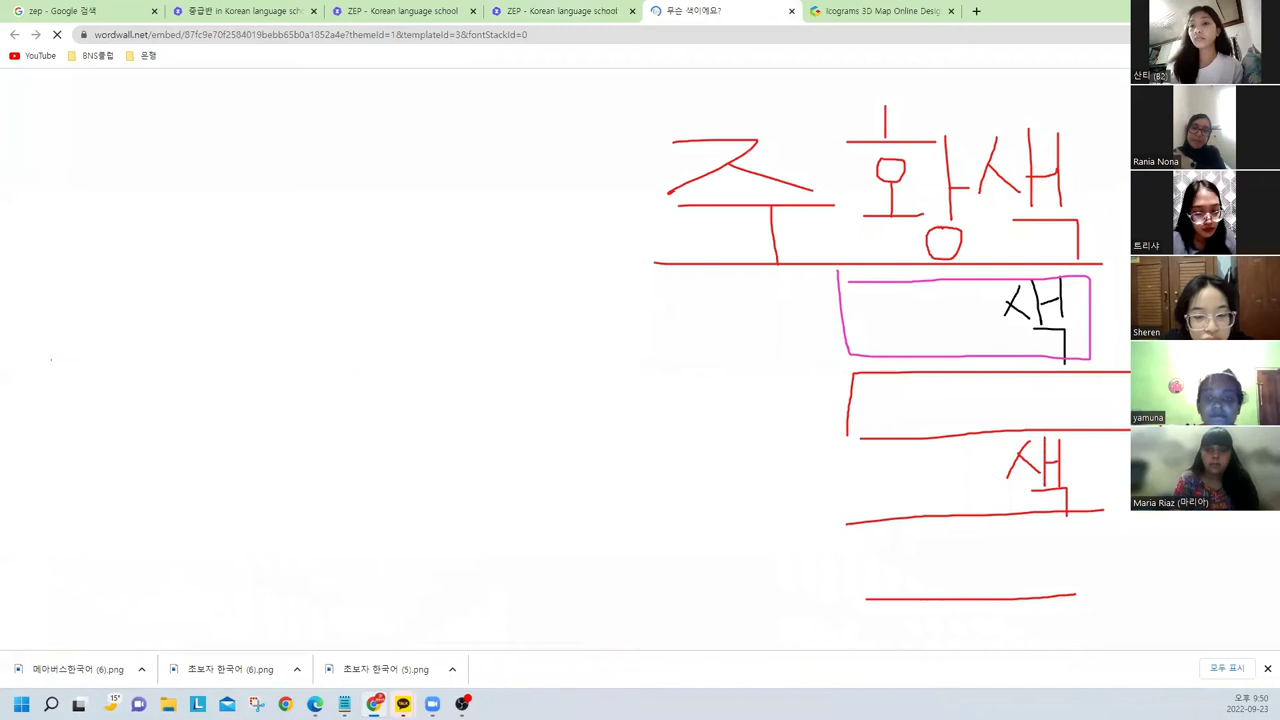 zep - Google 검색
중급반 in Korean language sch
ZEP - Korean language school
ZEP - Korean language school
무슨 색이에요?
Icograms 3D Map Online Desig
wordwall.net/embed/87fc9e70f2584019bebb65b0a1852a4e?themeId=1&templateId=3&fontStackId=0
YouTube
BNS클럽
은행
주황색
색
색
산티 (B2)
Rania Nona
트리샤
Sheren
yamuna
Maria Riaz (마리아)
메아버스한국어 (6).png
초보자 한국어 (6).png
초보자 한국어 (5).png
모두 표시
15°
L
TALK
오후 9:50
2022-09-23